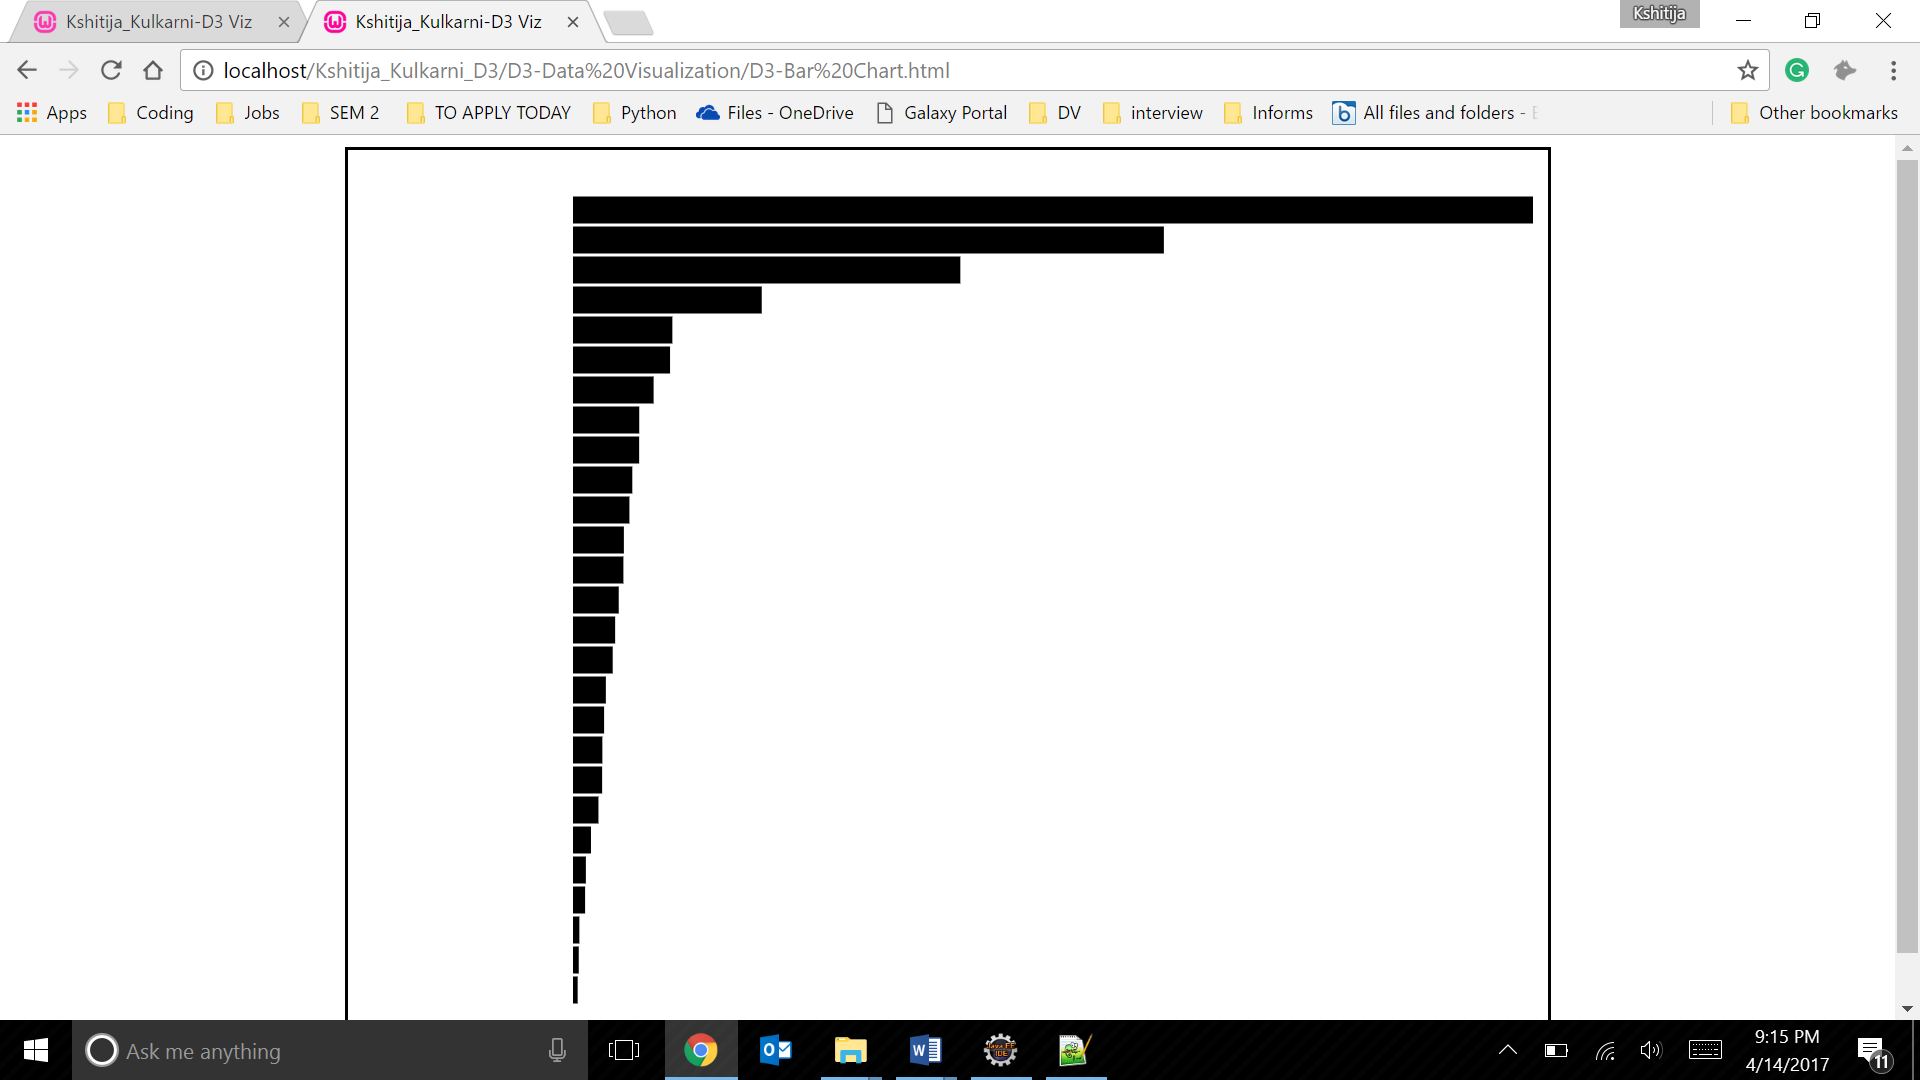 Kshitija_Kulkarni-D3 Viz
Kshitija_Kulkarni-D3 Viz
Kshitija
localhost/Kshitija_Kulkarni_D3/D3-Data%20Visualization/D3-Bar%20Chart.html
Apps Coding Jobs SEM 2 TO APPLY TODAY Python Files - OneDrive Galaxy Portal DV interview Informs All files and folders - Other bookmarks
Ask me anything
9:15 PM
4/14/2017
11